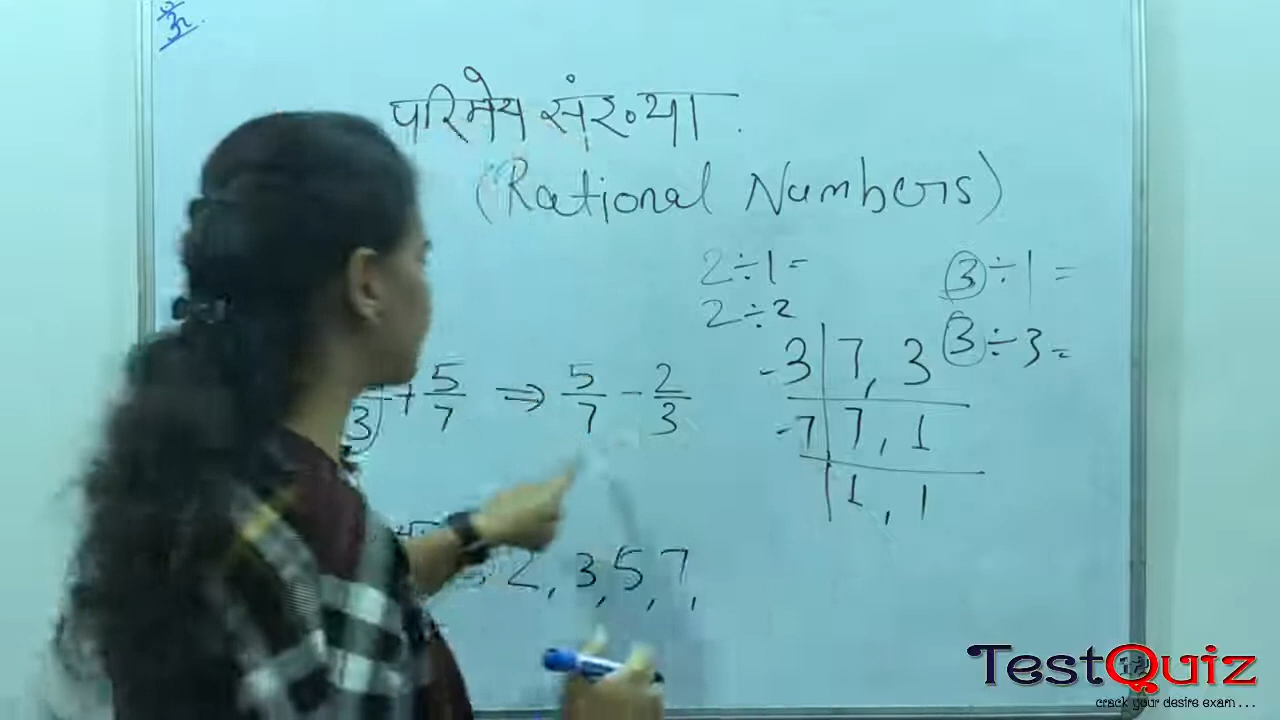 परिमेय संख्या.
(Rational Numbers)
2÷1=
3÷1=
2÷2
3÷3=
3 + 5/7 ⇒ 5/7 - 2/3
-3 | 7, 3
-7 | 7, 1
| 1, 1
2, 3, 5, 7,
TestQuiz
crack your desire exam...